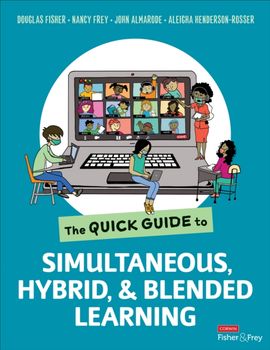 DOUGLAS FISHER • NANCY FREY • JOHN ALMARODE • ALEIGHA HENDERSON-ROSSER
The QUICK GUIDE to
SIMULTANEOUS,
HYBRID, & BLENDED
LEARNING
CORWIN
Fisher&Frey